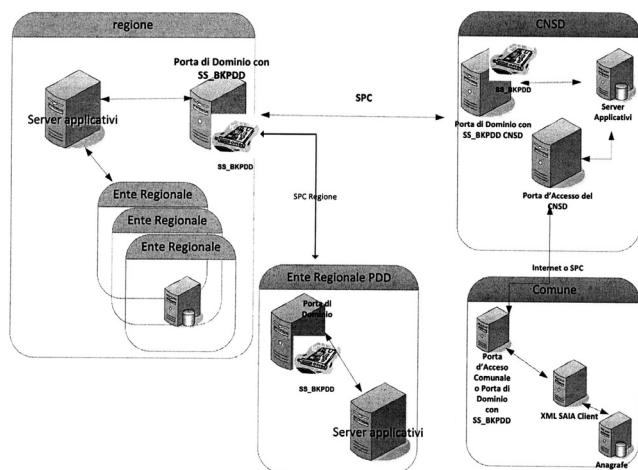 regione
Porta di Dominio con
SS_BKPDD
Server applicativi
SS_BKPDD
Ente Regionale
Ente Regionale
Ente Regionale
SPC
SPC Regione
Ente Regionale PDD
Porta di
Dominio
SS_BKPDD
Server applicativi
CNSD
SS_BKPDD
Porta di Dominio con
SS_BKPDD CNSD
Server
Applicativi
Porta d'Accesso del
CNSD
Internet o SPC
Comune
Porta
d'Acceso
Comunale
o Porta di
Dominio
con
SS_BKPDD
XML SAIA Client
Anagrafe